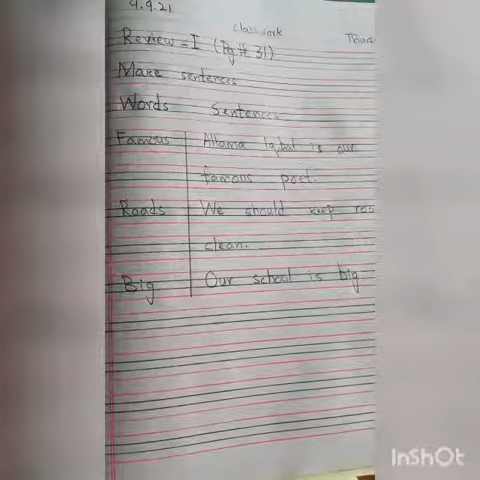 9.9.21
classwork
Review = I (Pg # 31)
Make sentences
Words Sentences
Famous Allama Iqbal is our
famous poet.
Roads We should keep
clean.
Big Our school is big
InShOt